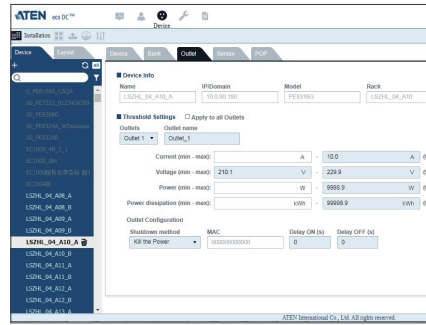 ATEN eco DC™
Device
Installation
Device Layout
Device Bank Outlet Sensor PDP
All
Device Info
Name IP/Domain Model Rack
LSZHL_04_A10_A 10.0.90.180 PE8316G LSZHL_04_A10
Threshold Settings Apply to all Outlets
Outlets Outlet name
Outlet 1 Outlet_1
Current (min - max): A - 10.0 A
Voltage (min - max): 210.1 V - 229.9 V
Power (min - max): W - 9998.9 W
Power dissipation (min - max): kWh - 99998.9 kWh
Outlet Configuration
Shutdown method MAC Delay ON (s) Delay OFF (s)
Kill the Power 000000000000 0 0
LSZHL_04_A08_A
LSZHL_04_A08_B
LSZHL_04_A09_A
LSZHL_04_A09_B
LSZHL_04_A10_A
LSZHL_04_A10_B
LSZHL_04_A11_A
LSZHL_04_A11_B
LSZHL_04_A12_A
LSZHL_04_A12_B
LSZHL_04_A13_A
ATEN International Co., Ltd. All rights reserved.